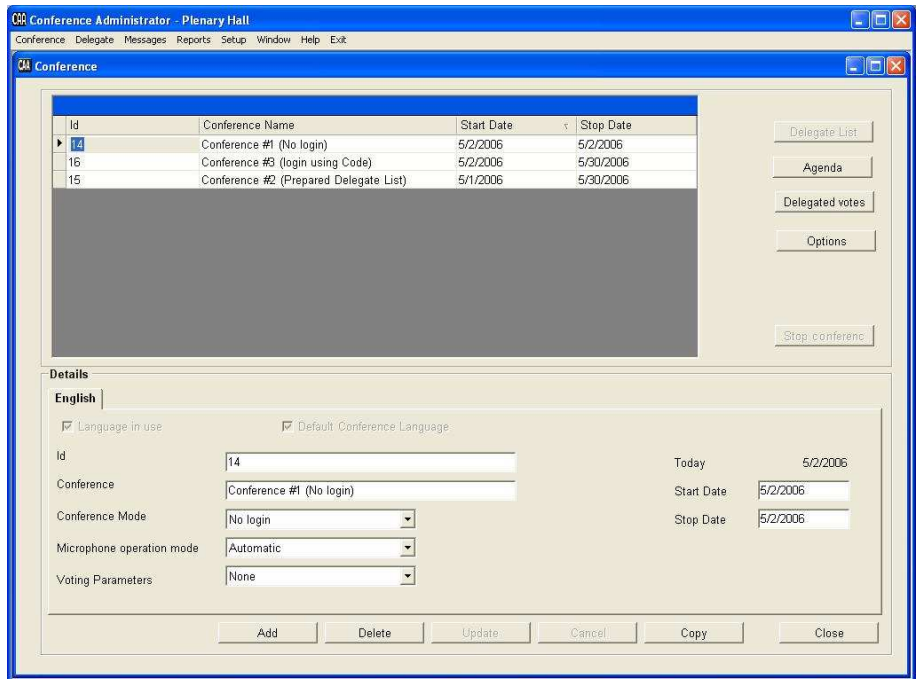 CAA Conference Administrator - Plenary Hall
Conference Delegate Messages Reports Setup Window Help Exit
CAA Conference
Id Conference Name Start Date Stop Date
14 Conference #1 (No login) 5/2/2006 5/2/2006
16 Conference #3 (login using Code) 5/2/2006 5/30/2006
15 Conference #2 (Prepared Delegate List) 5/1/2006 5/30/2006
Delegate List
Agenda
Delegated votes
Options
Stop conferenc
Details
English
Language in use Default Conference Language
Id 14 Today 5/2/2006
Conference Conference #1 (No login) Start Date 5/2/2006
Conference Mode No login Stop Date 5/2/2006
Microphone operation mode Automatic
Voting Parameters None
Add Delete Update Cancel Copy Close